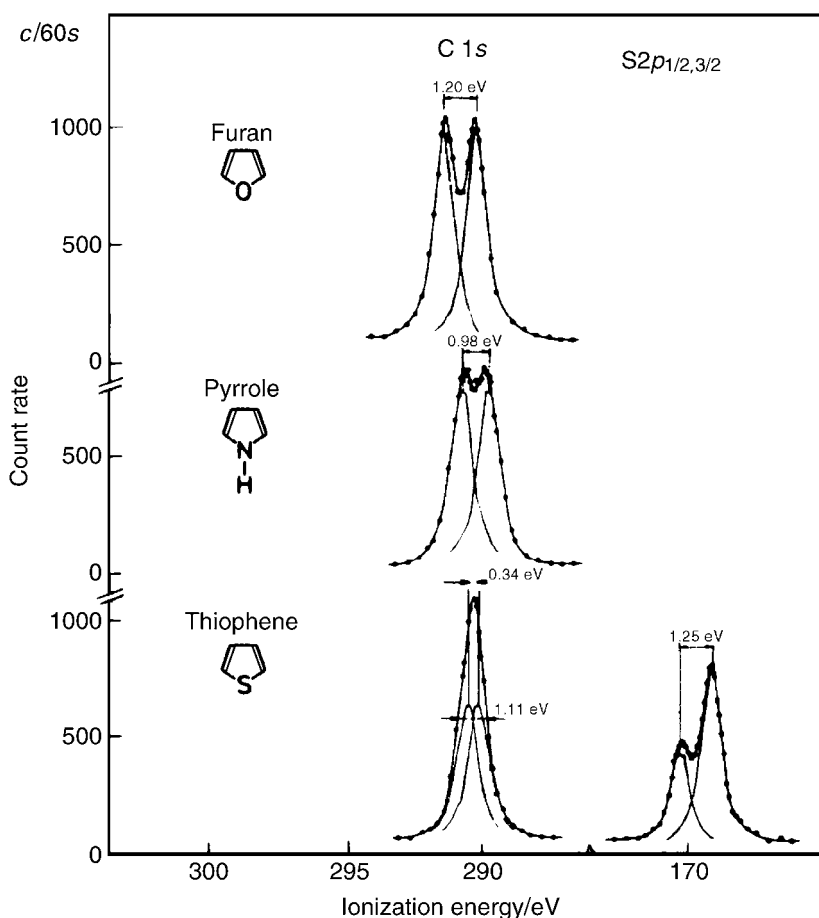 c/60s
C 1s
S2p1/2,3/2
1.20 eV
1000
Furan
O
500
0
0.98 eV
Pyrrole
N
H
500
0
Count rate
0.34 eV
1000
Thiophene
S
1.25 eV
1.11 eV
500
0
300
295
290
170
Ionization energy/eV